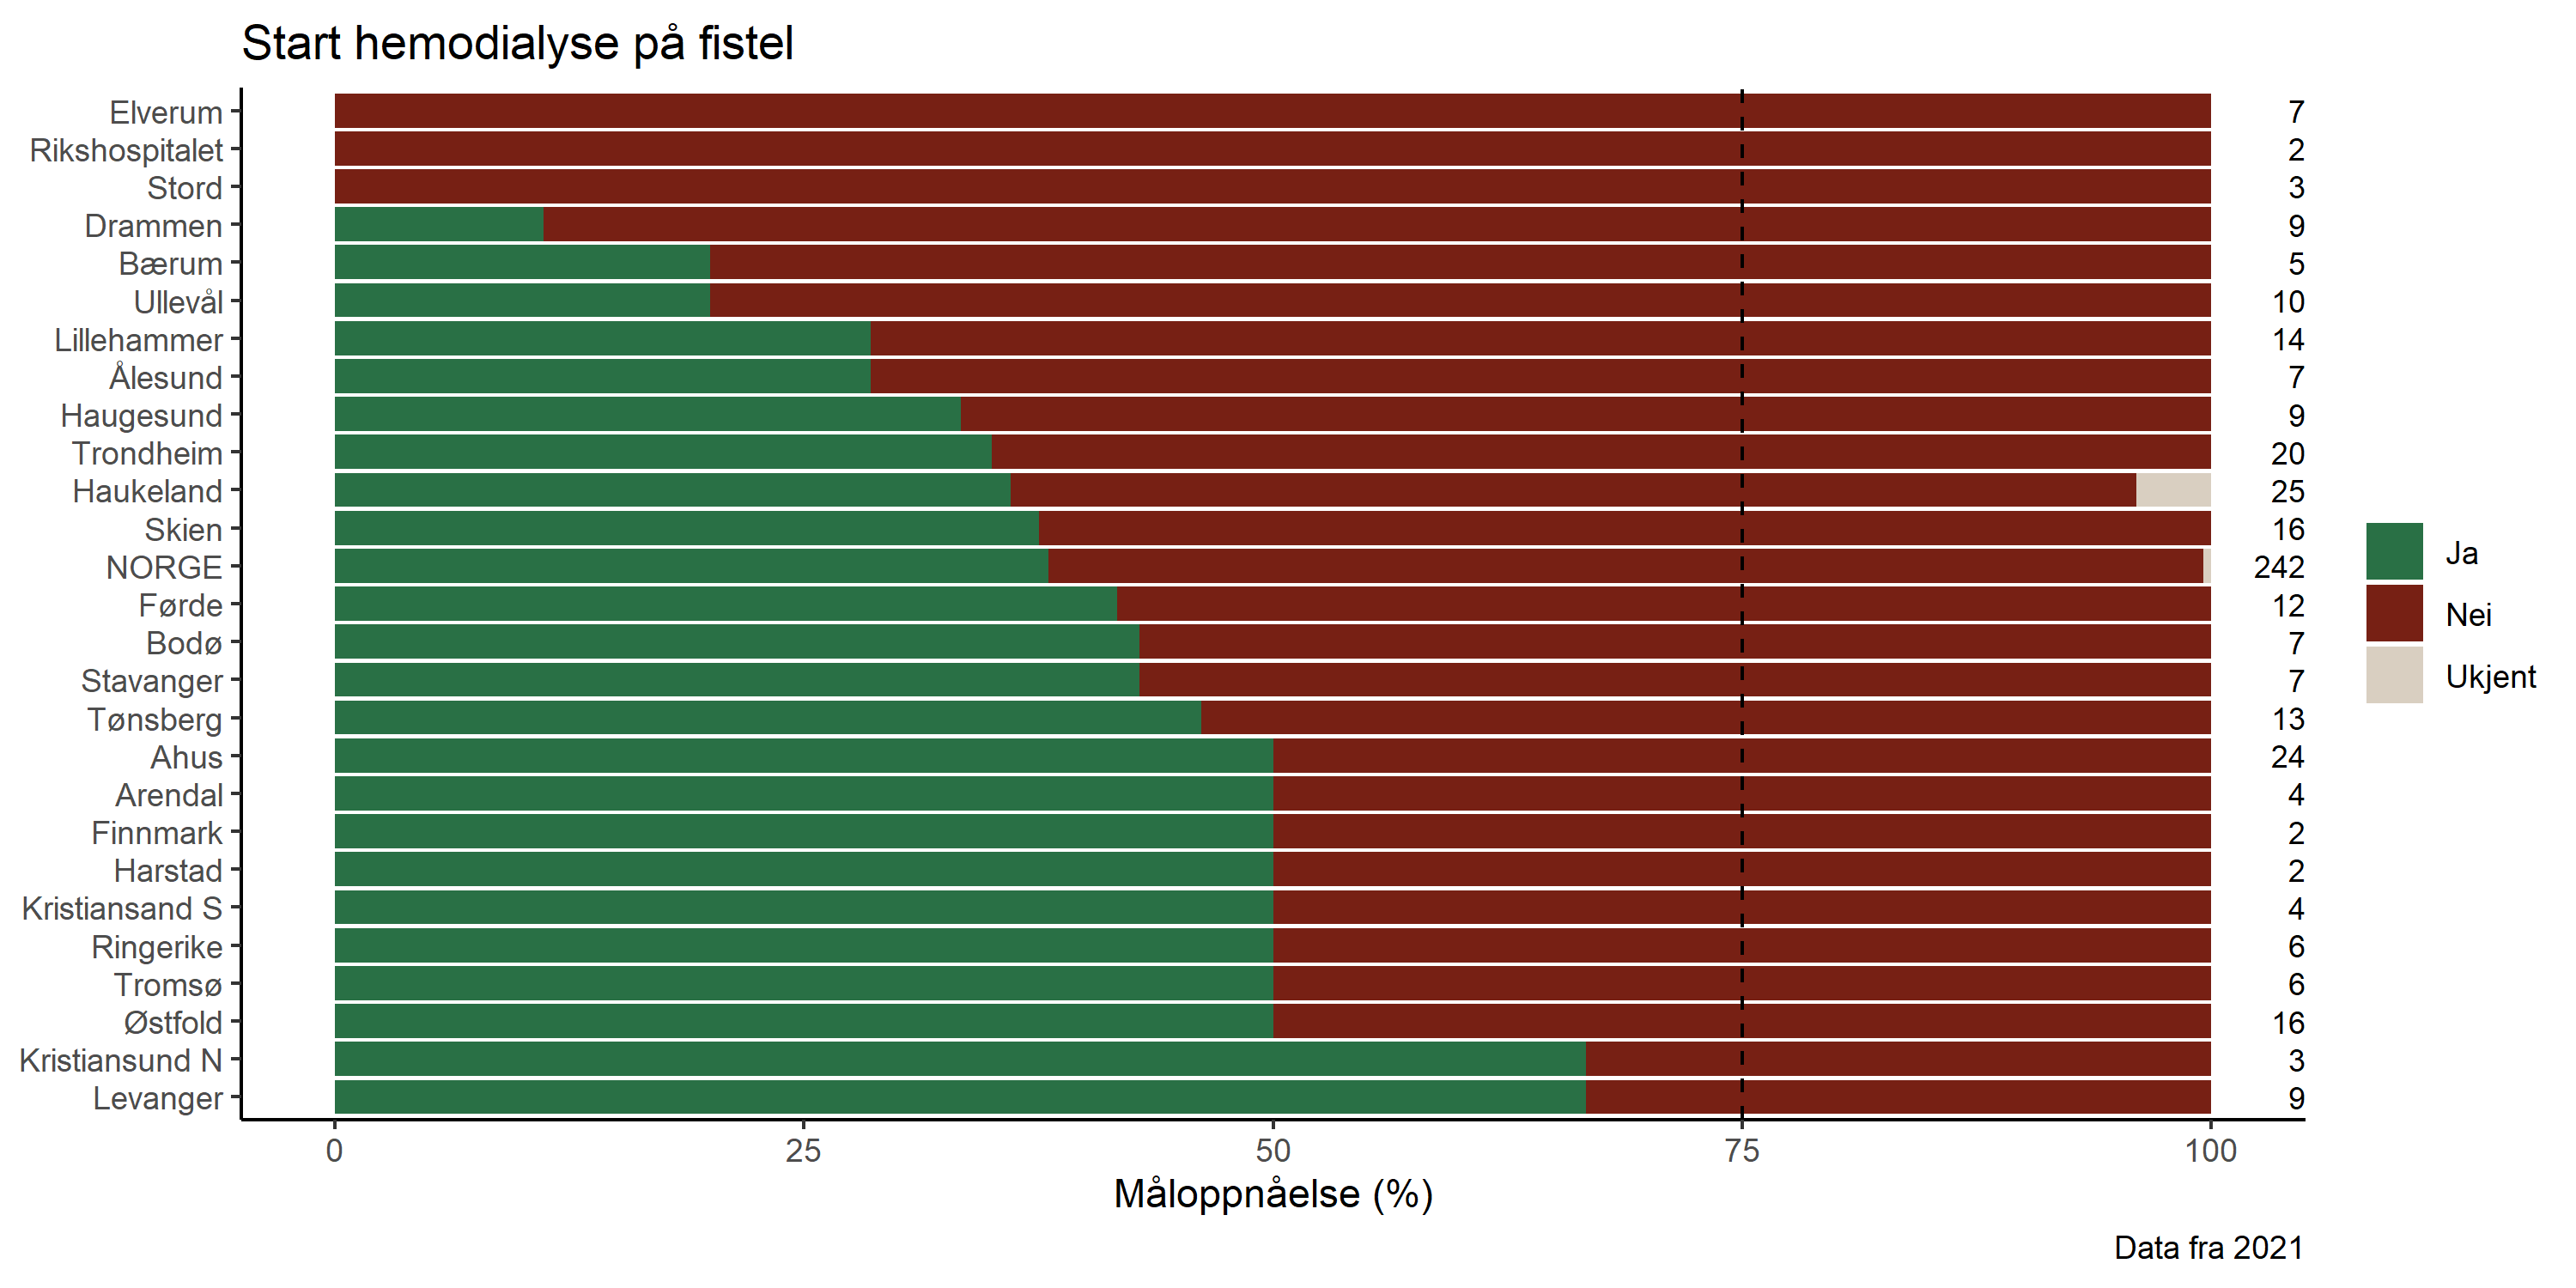 Start hemodialyse på fistel
Elverum 7
Rikshospitalet 2
Stord 3
Drammen 9
Bærum 5
Ullevål 10
Lillehammer 14
Ålesund 7
Haugesund 9
Trondheim 20
Haukeland 25
Skien 16
NORGE 242
Førde 12
Bodø 7
Stavanger 7
Tønsberg 13
Ahus 24
Arendal 4
Finnmark 2
Harstad 2
Kristiansand S 4
Ringerike 6
Tromsø 6
Østfold 16
Kristiansund N 3
Levanger 9
0 25 50 75 100
Måloppnåelse (%)
Ja
Nei
Ukjent
Data fra 2021